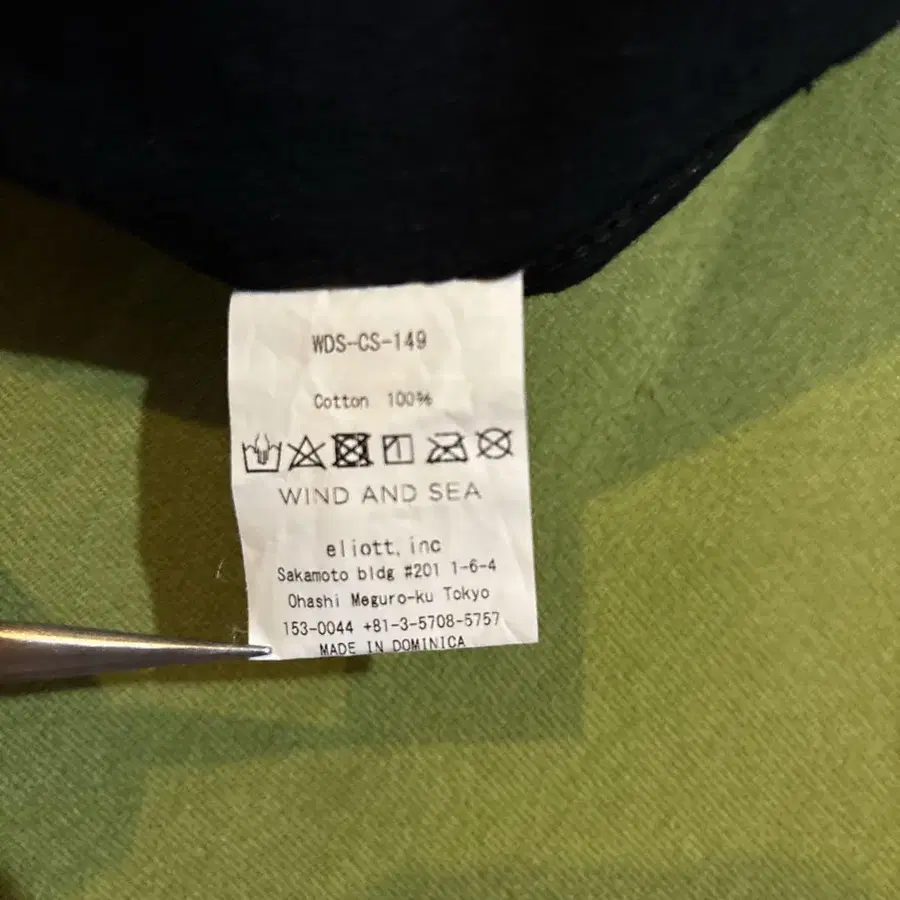 WDS-CS-149
Cotton 100%
WIND AND SEA
eliott, inc
Sakamoto bldg #201 1-6-4
Ohashi Meguro-ku Tokyo
153-0044 +81-3-5708-5757
MADE IN DOMINICA